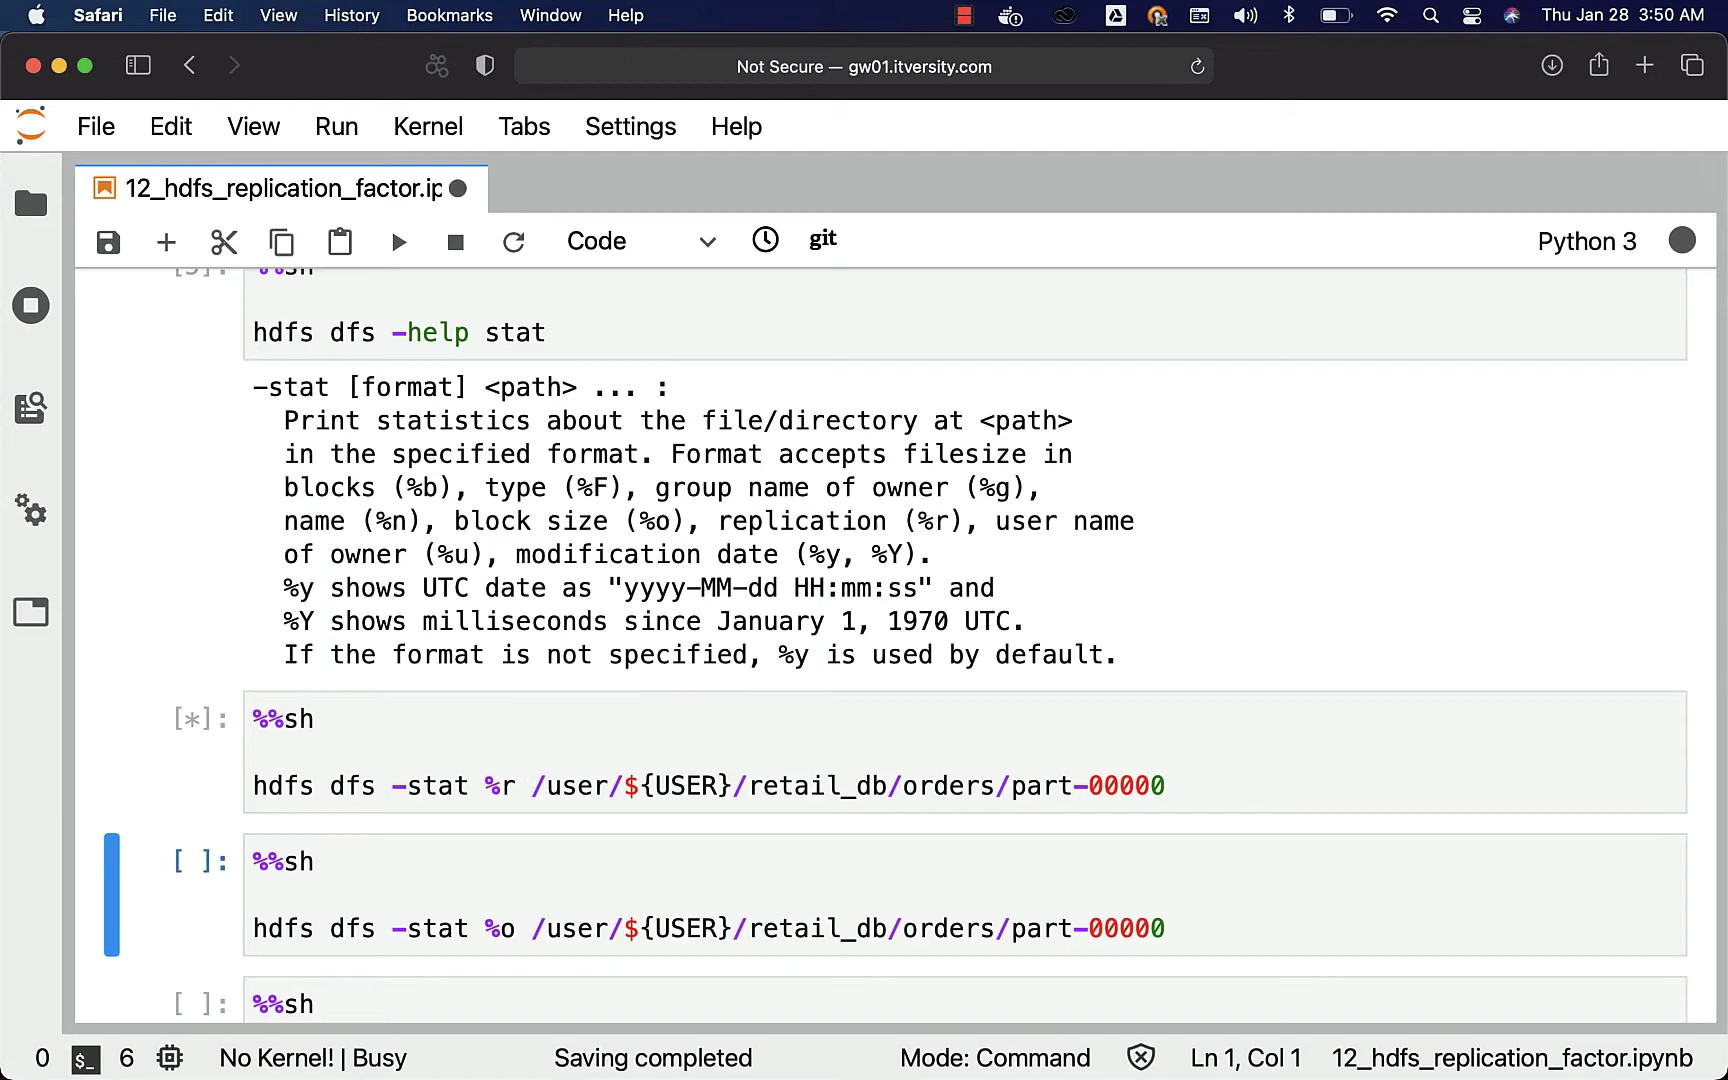 Safari File Edit View History Bookmarks Window Help Thu Jan 28 3:50 AM
Not Secure — gw01.itversity.com
File Edit View Run Kernel Tabs Settings Help
12_hdfs_replication_factor.ip
Code git Python 3
%%sh
hdfs dfs -help stat
-stat [format] <path> ... :
Print statistics about the file/directory at <path>
in the specified format. Format accepts filesize in
blocks (%b), type (%F), group name of owner (%g),
name (%n), block size (%o), replication (%r), user name
of owner (%u), modification date (%y, %Y).
%y shows UTC date as "yyyy-MM-dd HH:mm:ss" and
%Y shows milliseconds since January 1, 1970 UTC.
If the format is not specified, %y is used by default.
[*]: %%sh
hdfs dfs -stat %r /user/${USER}/retail_db/orders/part-00000
[ ]: %%sh
hdfs dfs -stat %o /user/${USER}/retail_db/orders/part-00000
[ ]: %%sh
0 $_ 6 No Kernel! | Busy Saving completed Mode: Command Ln 1, Col 1 12_hdfs_replication_factor.ipynb